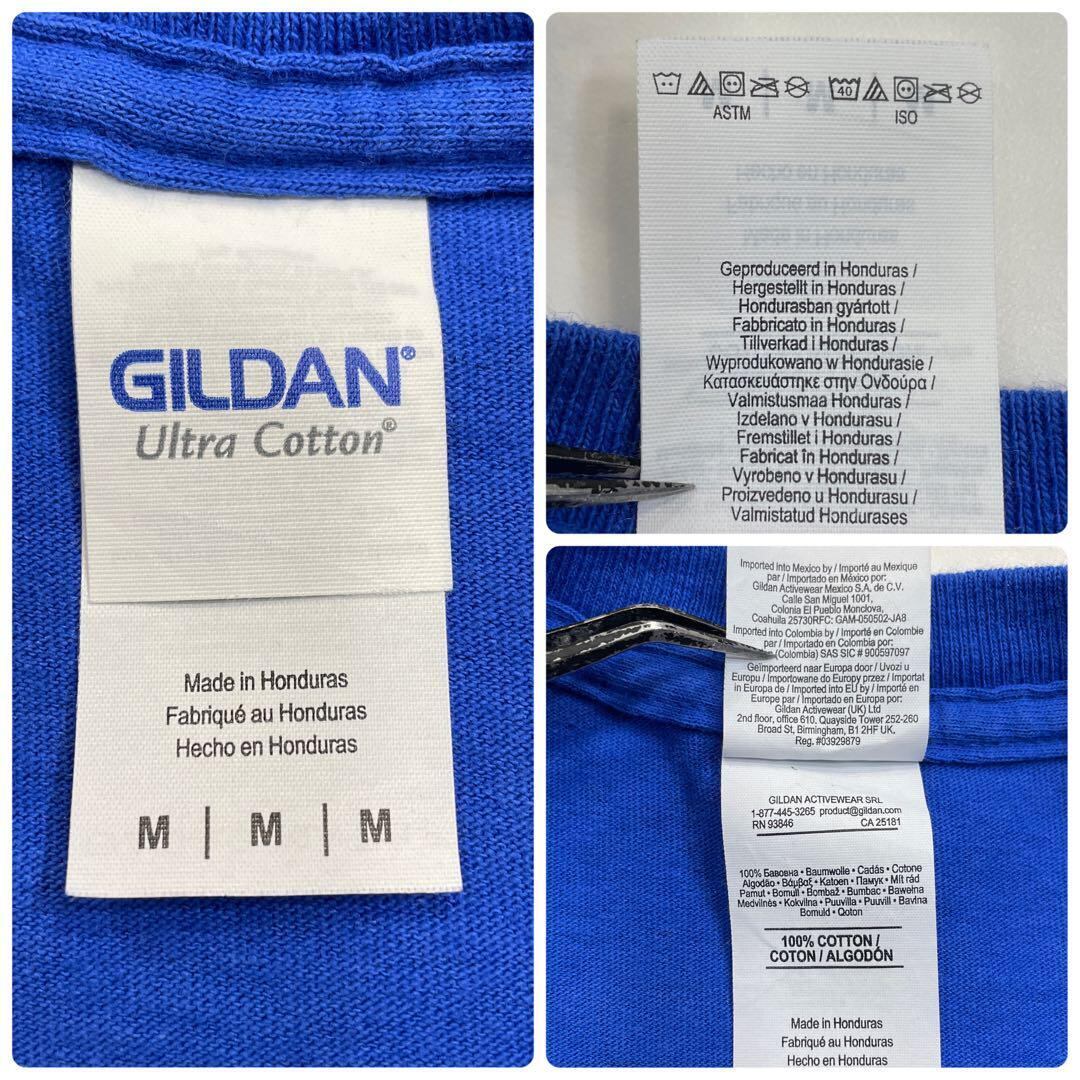 GILDAN®
Ultra Cotton®
Made in Honduras
Fabriqué au Honduras
Hecho en Honduras
M | M | M
40
ASTM
ISO
Geproduceerd in Honduras /
Hergestellt in Honduras /
Hondurasban gyártott /
Fabbricato in Honduras /
Tillverkad i Honduras /
Wyprodukowano w Hondurasie /
Κατασκευάστηκε στην Ονδούρα /
Valmistusmaa Honduras /
Izdelano v Hondurasu /
Fremstillet i Honduras /
Fabricat în Honduras /
Vyrobeno v Hondurasu /
Proizvedeno u Hondurasu /
Valmistatud Hondurases
Imported into Mexico by / Importé au Mexique
par / Importado en México por:
Gildan Activewear Mexico S.A. de C.V.
Calle San Miguel 1001,
Colonia El Pueblo Monclova,
Coahuila 25730RFC: GAM-050502-JA8
Imported into Colombia by / Importé en Colombie
par / Importado en Colombia por:
(Colombia) SAS SIC # 900597097
Geïmporteerd naar Europa door / Uvozi u
Europu / Importowane do Europy przez / Importat
in Europa de / Imported into EU by / Importé en
Europe par / Importado en Europa por:
Gildan Activewear (UK) Ltd
2nd floor, office 610. Quayside Tower 252-260
Broad St, Birmingham, B1 2HF UK.
Reg. #03929879
GILDAN ACTIVEWEAR SRL
1-877-445-3265 product@gildan.com
RN 93846 CA 25181
100% Бавовна • Baumwolle • Cadás • Cotone
Algodão • Βάμβαξ • Katoen • Памук • Mít rád
Pamut • Bomull • Bombaž • Bumbac • Bawełna
Medvilnės • Kokvilna • Puuvilla • Puuvill • Bavlna
Bomuld • Qoton
100% COTTON /
COTON / ALGODÓN
Made in Honduras
Fabriqué au Honduras
Hecho en Honduras